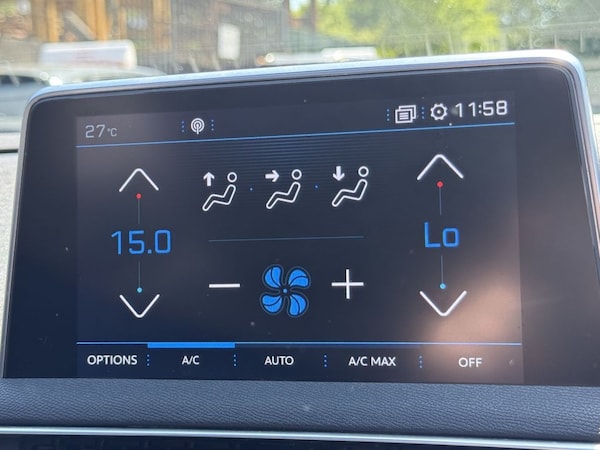 27°C 11:58
15.0 Lo
OPTIONS A/C AUTO A/C MAX OFF